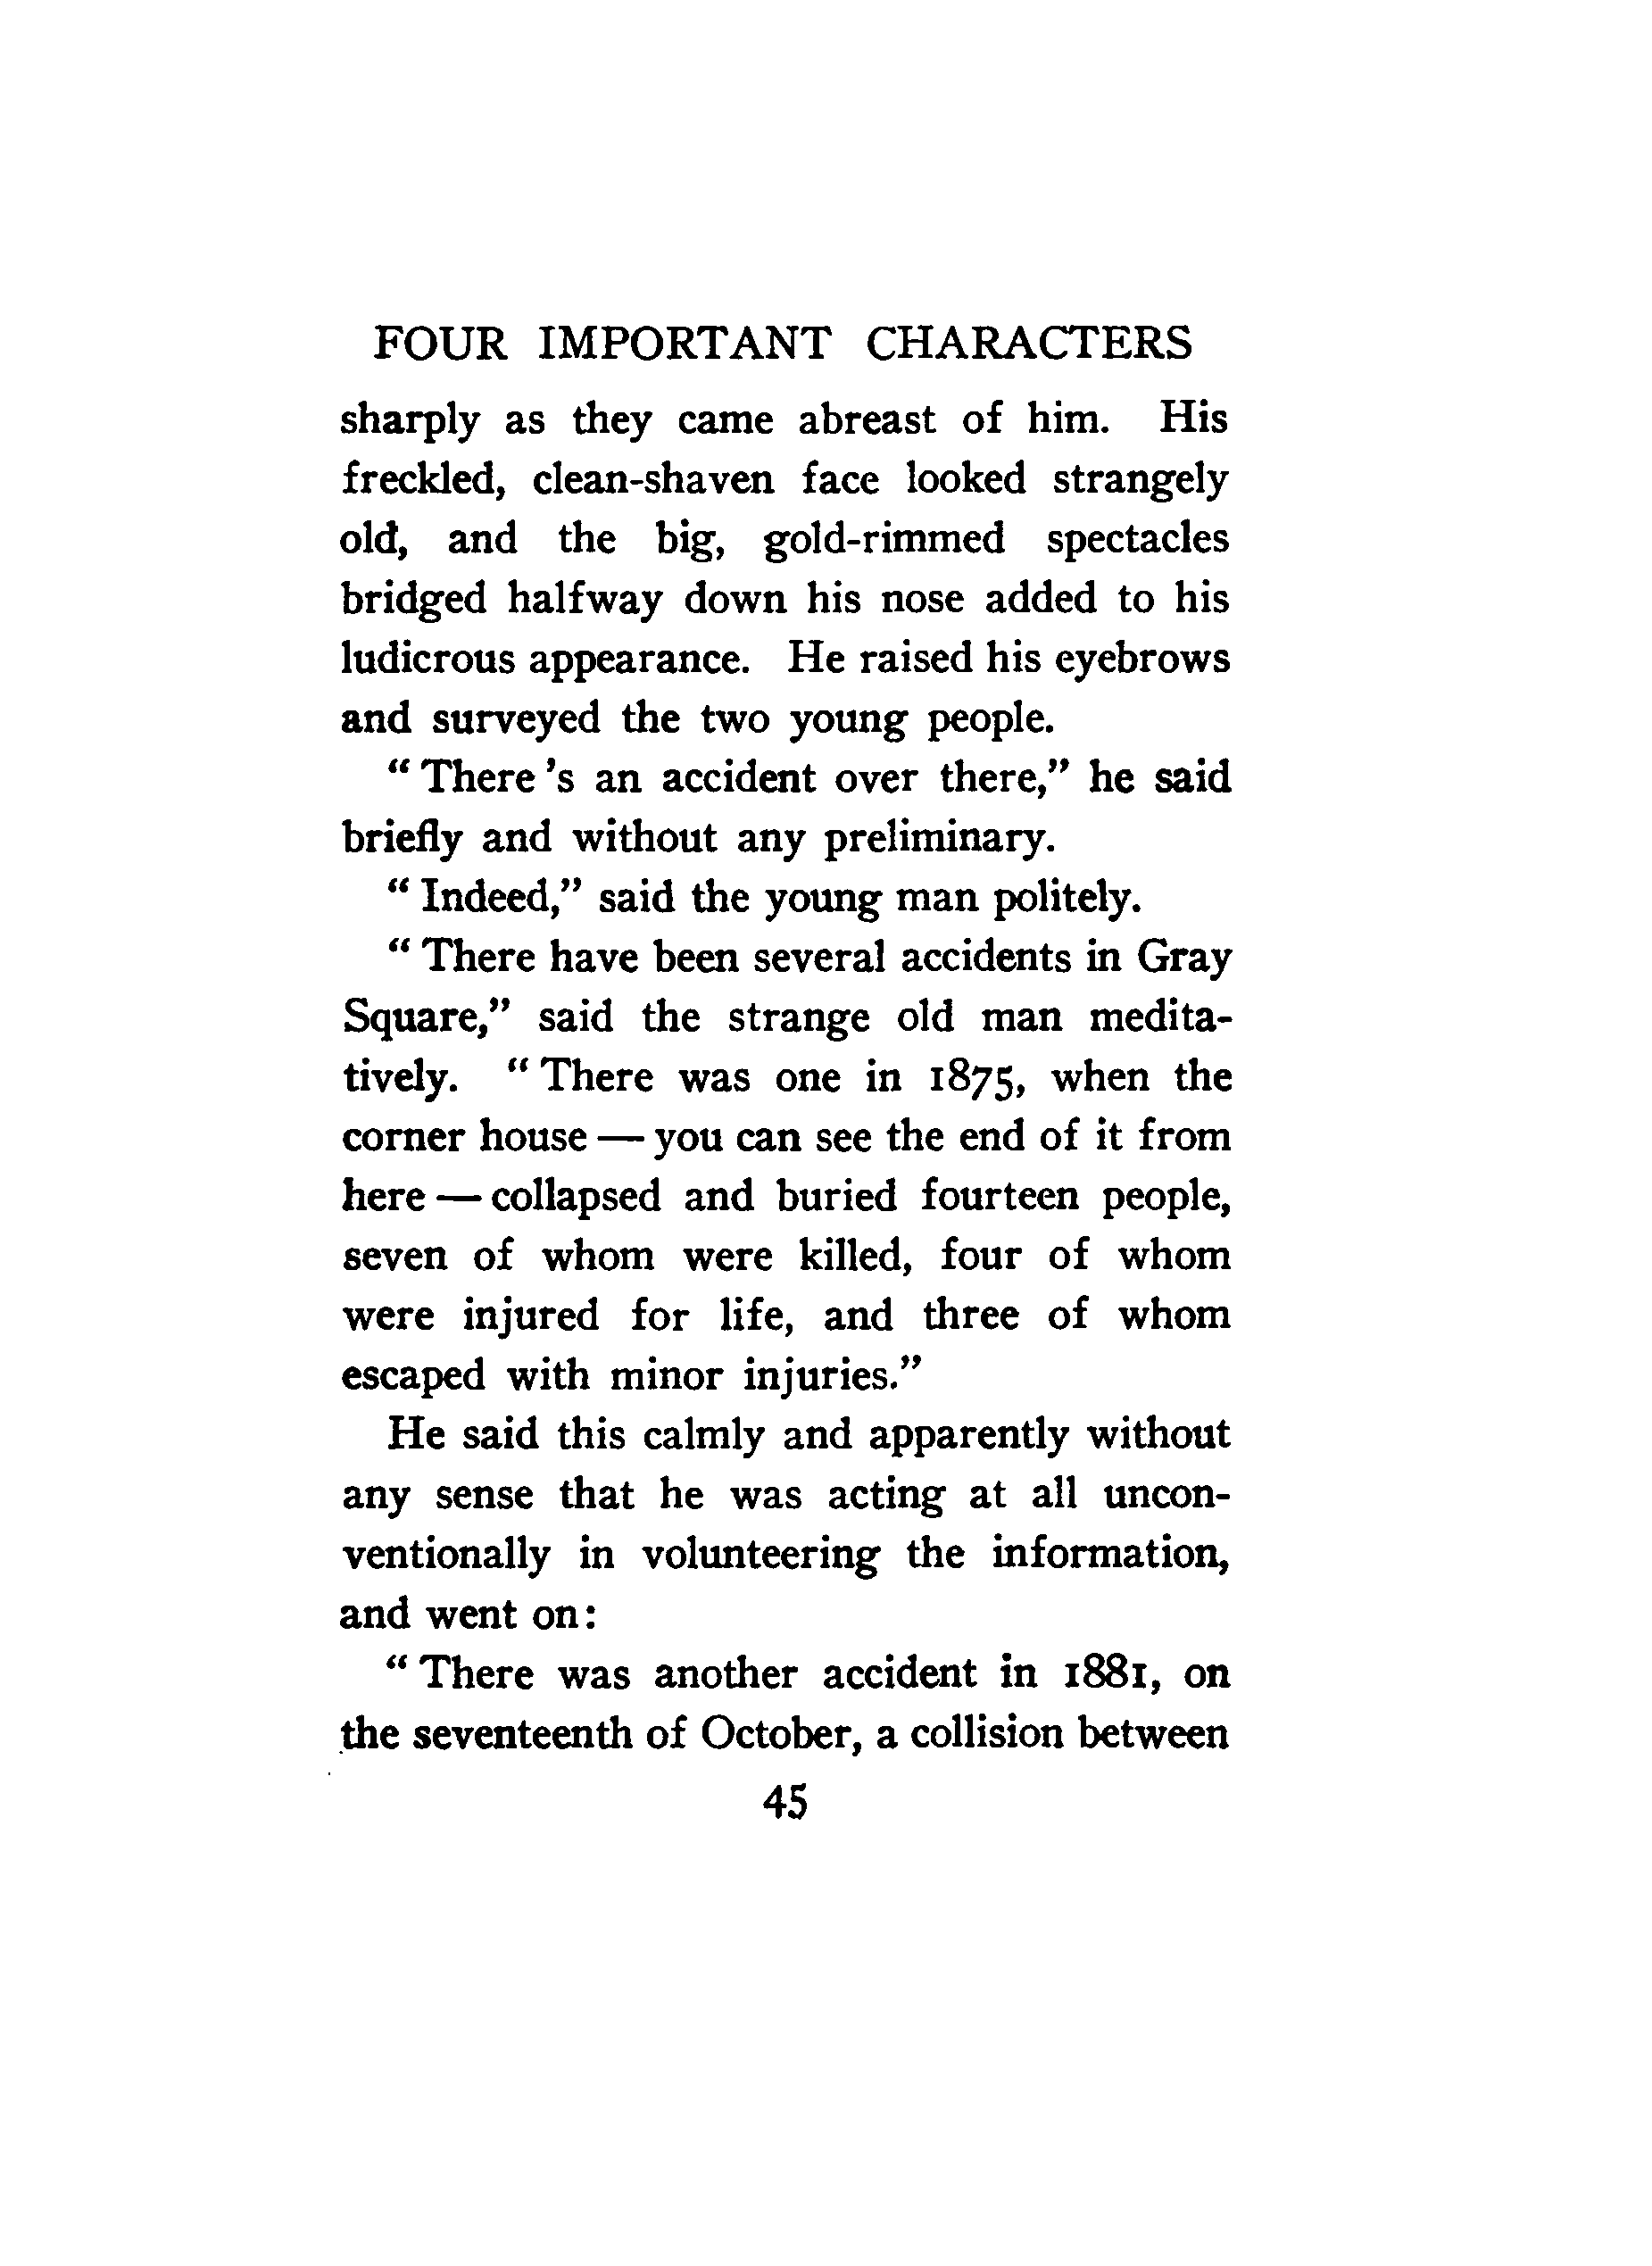 FOUR IMPORTANT CHARACTERS
sharply as they came abreast of him. His
freckled, clean-shaven face looked strangely
old, and the big, gold-rimmed spectacles
bridged halfway down his nose added to his
ludicrous appearance. He raised his eyebrows
and surveyed the two young people.
“There 's an accident over there,” he said
briefly and without any preliminary.
“Indeed,” said the young man politely.
“There have been several accidents in Gray
Square,” said the strange old man medita-
tively. “There was one in 1875, when the
corner house — you can see the end of it from
here — collapsed and buried fourteen people,
seven of whom were killed, four of whom
were injured for life, and three of whom
escaped with minor injuries.”
He said this calmly and apparently without
any sense that he was acting at all uncon-
ventionally in volunteering the information,
and went on:
“There was another accident in 1881, on
the seventeenth of October, a collision between
45